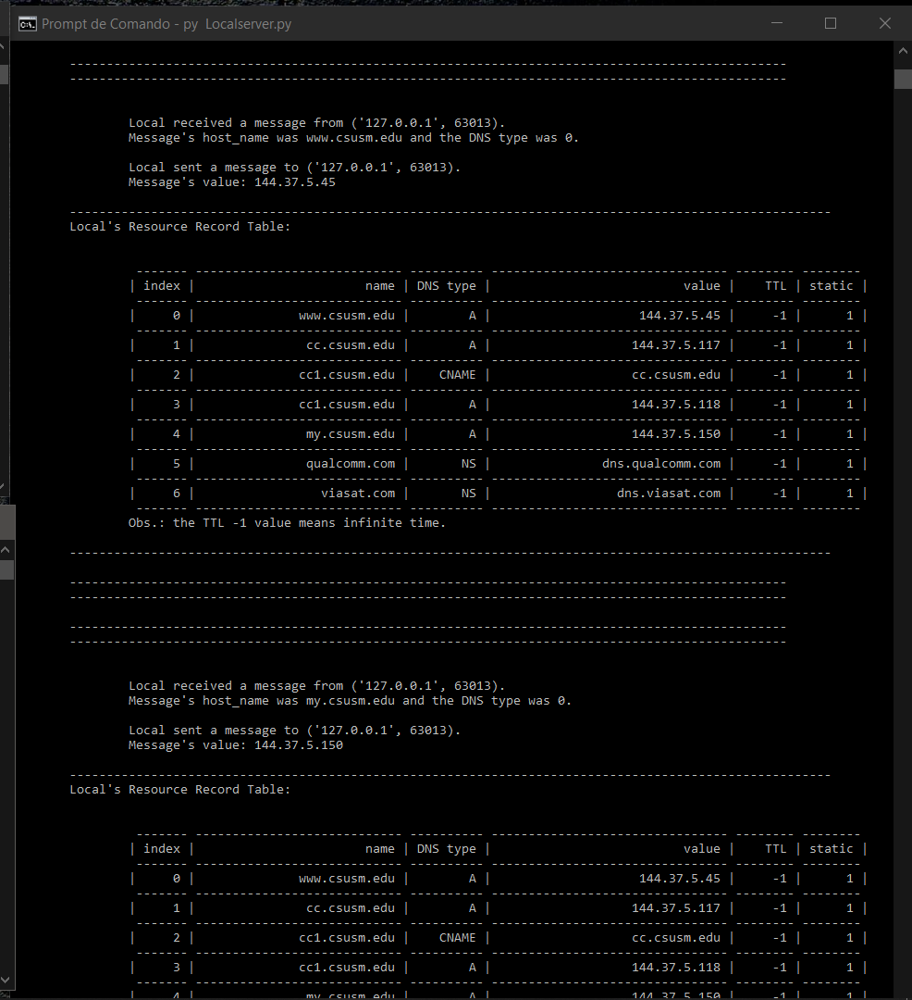 Prompt de Comando - py  Localserver.py
---------------------------------------------------------------------------------------------
---------------------------------------------------------------------------------------------
Local received a message from ('127.0.0.1', 63013).
Message's host_name was www.csusm.edu and the DNS type was 0.
Local sent a message to ('127.0.0.1', 63013).
Message's value: 144.37.5.45
Local's Resource Record Table:
| index | name | DNS type | value | TTL | static |
| 0 | www.csusm.edu | A | 144.37.5.45 | -1 | 1 |
| 1 | cc.csusm.edu | A | 144.37.5.117 | -1 | 1 |
| 2 | cc1.csusm.edu | CNAME | cc.csusm.edu | -1 | 1 |
| 3 | cc1.csusm.edu | A | 144.37.5.118 | -1 | 1 |
| 4 | my.csusm.edu | A | 144.37.5.150 | -1 | 1 |
| 5 | qualcomm.com | NS | dns.qualcomm.com | -1 | 1 |
| 6 | viasat.com | NS | dns.viasat.com | -1 | 1 |
Obs.: the TTL -1 value means infinite time.
Local received a message from ('127.0.0.1', 63013).
Message's host_name was my.csusm.edu and the DNS type was 0.
Local sent a message to ('127.0.0.1', 63013).
Message's value: 144.37.5.150
Local's Resource Record Table:
| index | name | DNS type | value | TTL | static |
| 0 | www.csusm.edu | A | 144.37.5.45 | -1 | 1 |
| 1 | cc.csusm.edu | A | 144.37.5.117 | -1 | 1 |
| 2 | cc1.csusm.edu | CNAME | cc.csusm.edu | -1 | 1 |
| 3 | cc1.csusm.edu | A | 144.37.5.118 | -1 | 1 |
| 4 | my.csusm.edu | A | 144.37.5.150 | -1 | 1 |